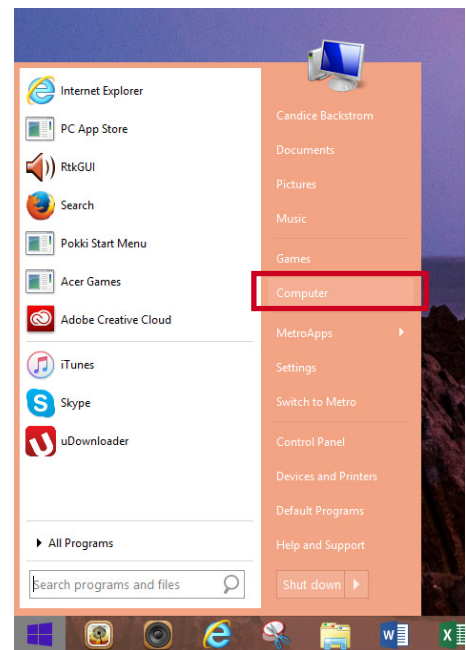 Internet Explorer
PC App Store
RtkGUI
Search
Pokki Start Menu
Acer Games
Adobe Creative Cloud
iTunes
Skype
uDownloader
All Programs
Search programs and files
Candice Backstrom
Documents
Pictures
Music
Games
Computer
MetroApps
Settings
Switch to Metro
Control Panel
Devices and Printers
Default Programs
Help and Support
Shut down